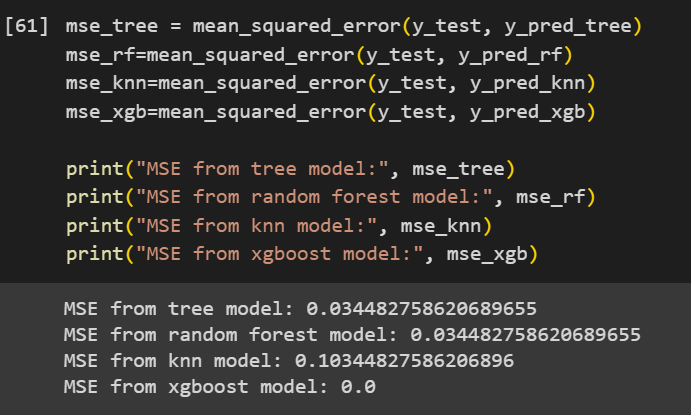 [61] mse_tree = mean_squared_error(y_test, y_pred_tree)
mse_rf=mean_squared_error(y_test, y_pred_rf)
mse_knn=mean_squared_error(y_test, y_pred_knn)
mse_xgb=mean_squared_error(y_test, y_pred_xgb)
print("MSE from tree model:", mse_tree)
print("MSE from random forest model:", mse_rf)
print("MSE from knn model:", mse_knn)
print("MSE from xgboost model:", mse_xgb)
MSE from tree model: 0.034482758620689655
MSE from random forest model: 0.034482758620689655
MSE from knn model: 0.10344827586206896
MSE from xgboost model: 0.0